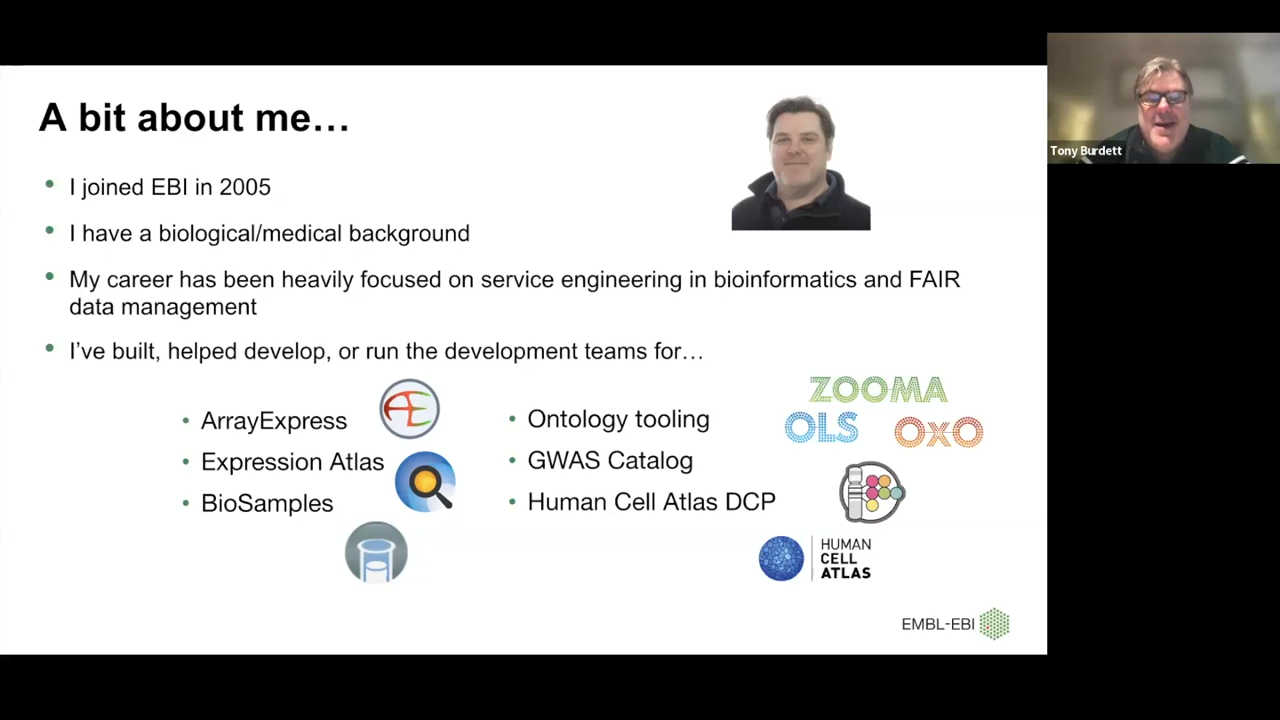 A bit about me…
Tony Burdett
• I joined EBI in 2005
• I have a biological/medical background
• My career has been heavily focused on service engineering in bioinformatics and FAIR
data management
• I’ve built, helped develop, or run the development teams for…
• ArrayExpress
• Expression Atlas
• BioSamples
• Ontology tooling
• GWAS Catalog
• Human Cell Atlas DCP
ZOOMA
OLS OxO
HUMAN
CELL
ATLAS
EMBL-EBI